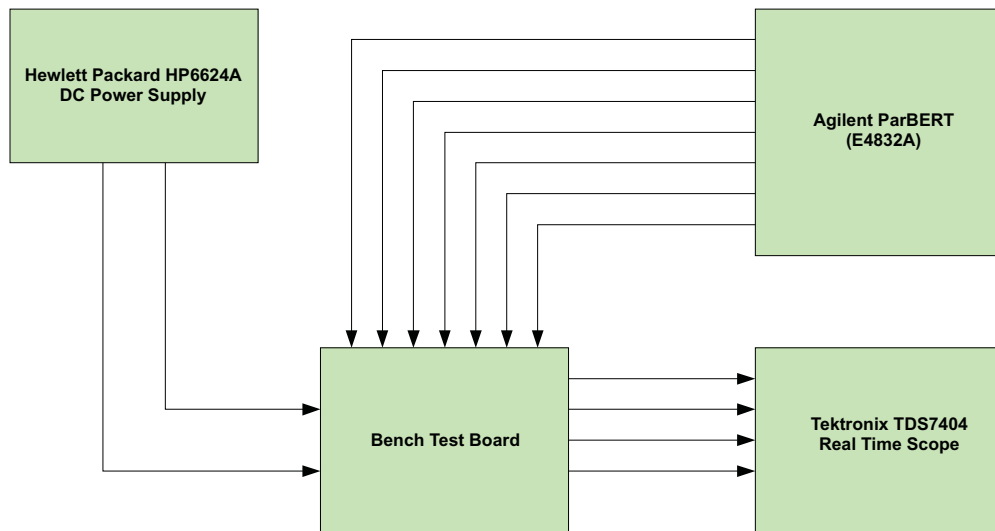 Hewlett Packard HP6624A
DC Power Supply
Agilent ParBERT
(E4832A)
Bench Test Board
Tektronix TDS7404
Real Time Scope